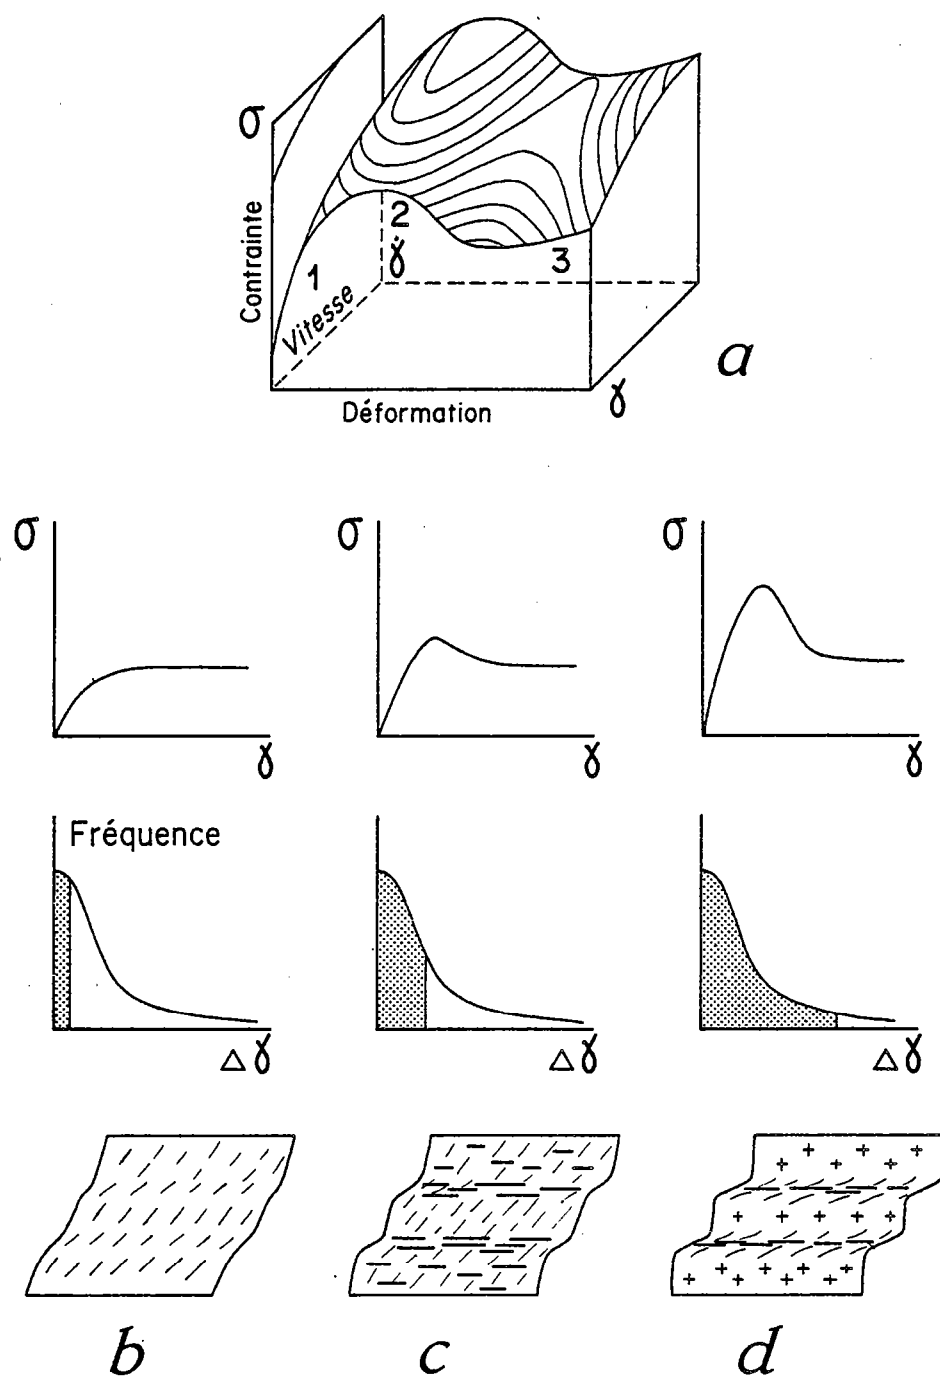 σ
Contrainte
1
2
γ̇
3
Vitesse
Déformation
γ
a
σ
γ
σ
γ
σ
γ
Fréquence
Δγ
Δγ
Δγ
b
c
d